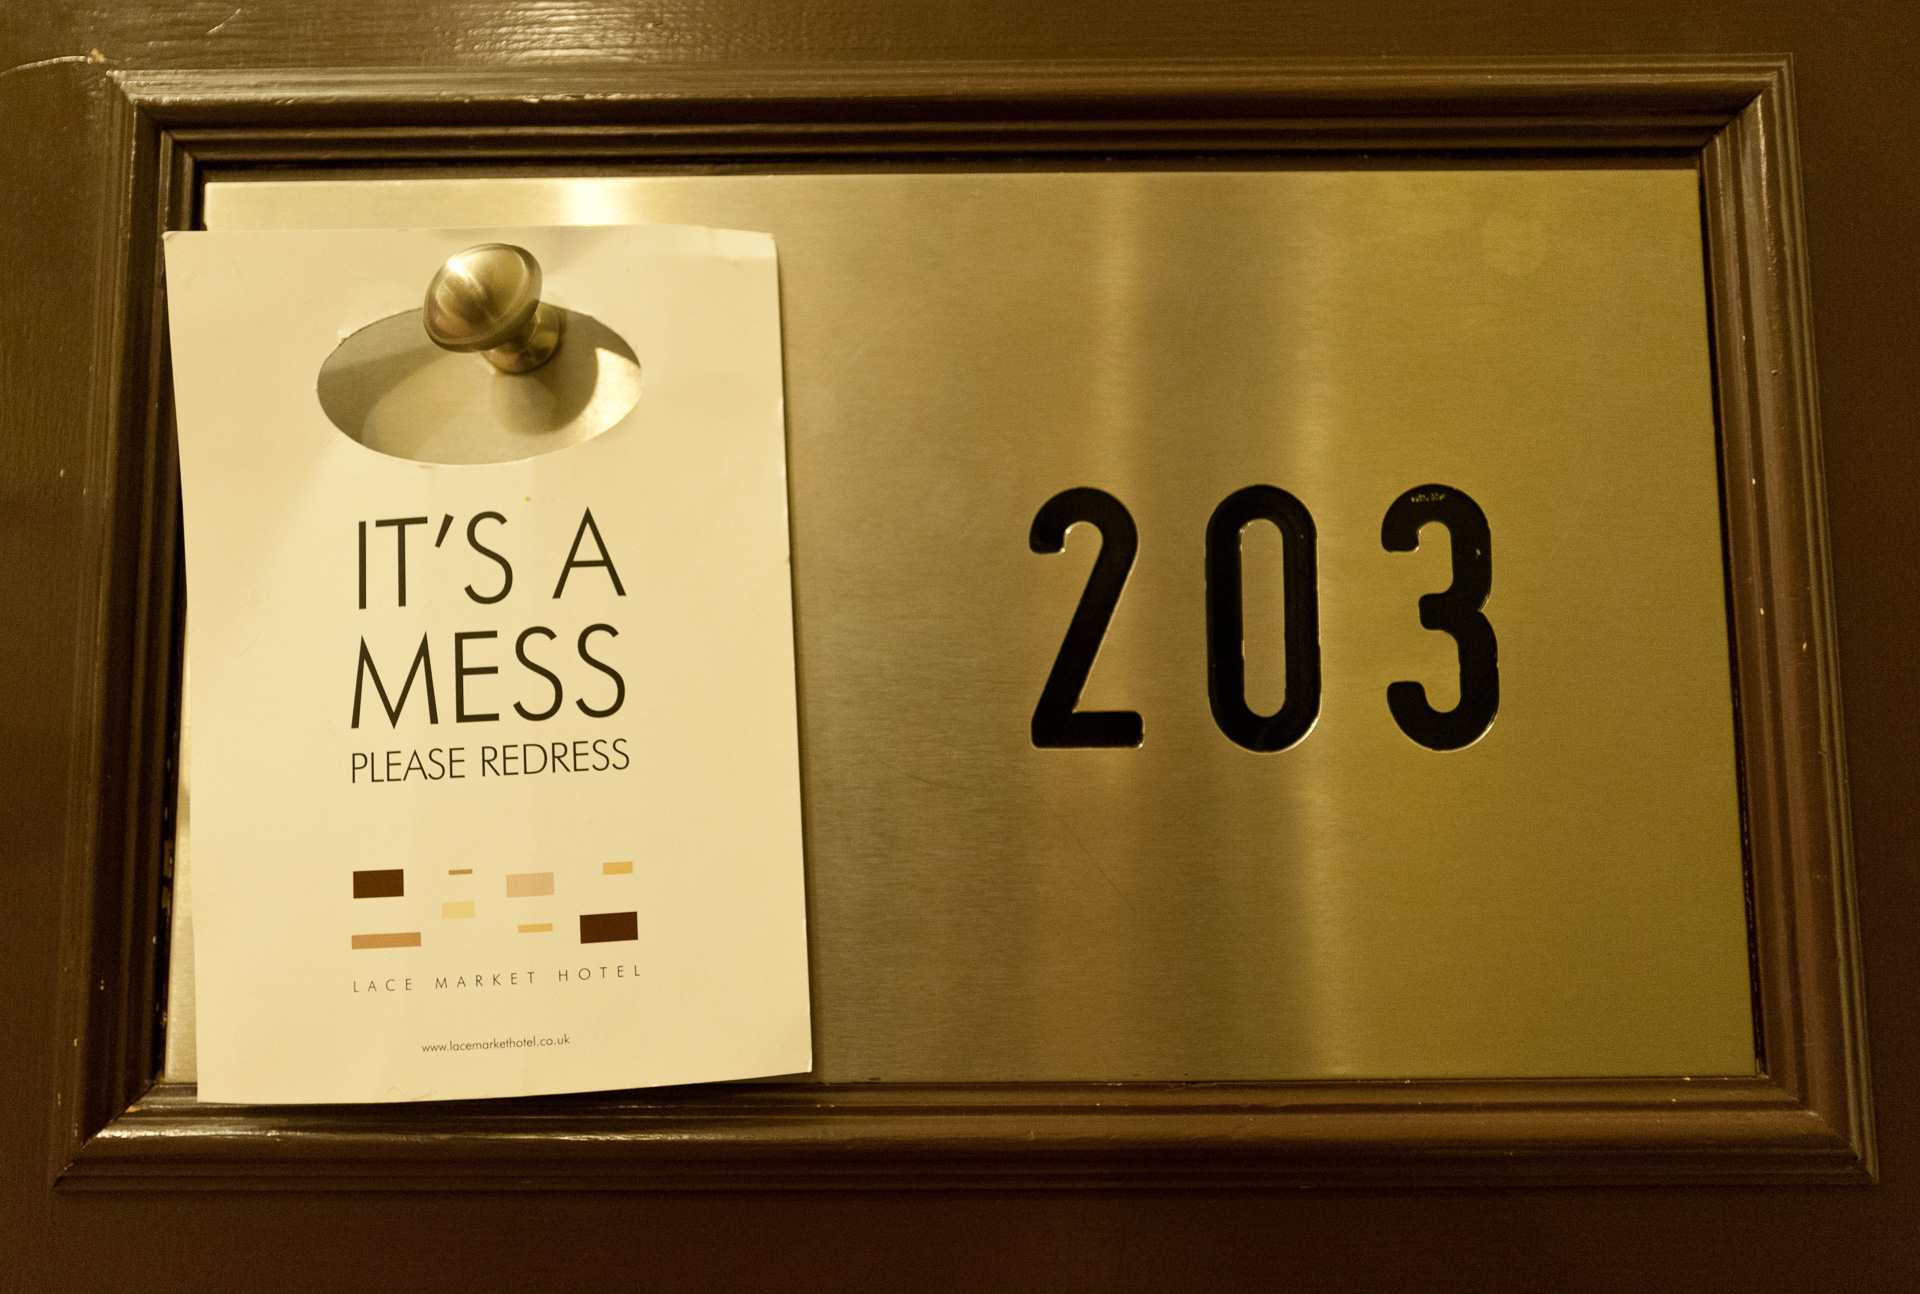 IT'S A
MESS
PLEASE REDRESS
LACE MARKET HOTEL
www.lacemarkethotel.co.uk
203